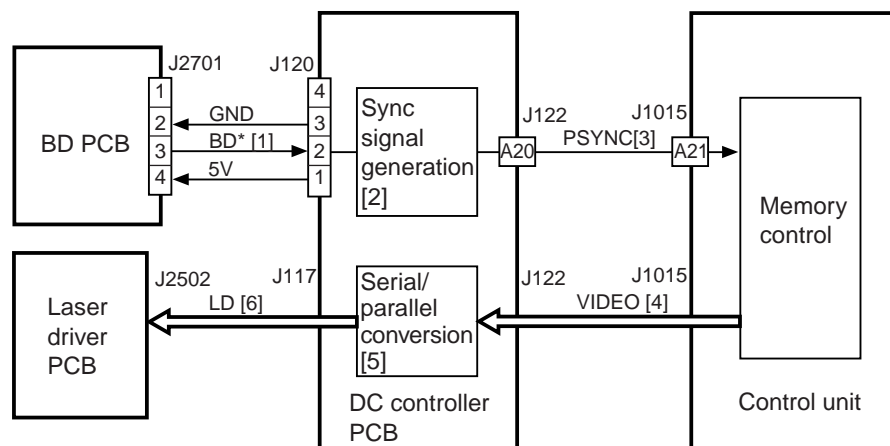 J2701
J120
1
2
3
4
GND
BD* [1]
5V
4
3
2
1
BD PCB
Sync
signal
generation
[2]
J122
J1015
A20
PSYNC[3]
A21
Memory
control
Laser
driver
PCB
J2502
J117
LD [6]
Serial/
parallel
conversion
[5]
J122
J1015
VIDEO [4]
DC controller
PCB
Control unit